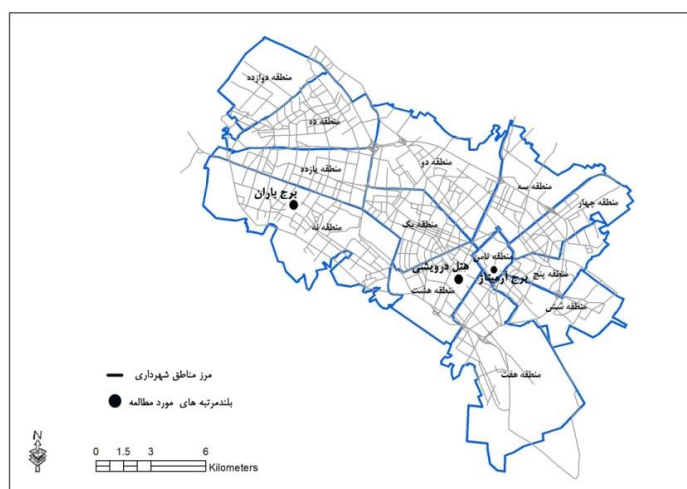 منطقه دوازده
منطقه ده
منطقه یازده
منطقه دو
منطقه سه
منطقه چهار
برج باران
منطقه نه
منطقه یک
منطقه ثامن
هتل درویشی
برج آرمیتاژ
منطقه پنج
منطقه هشت
منطقه شش
منطقه هفت
مرز مناطق شهرداری
بلندمرتبه های مورد مطالعه
N
0 1.5 3 6
Kilometers